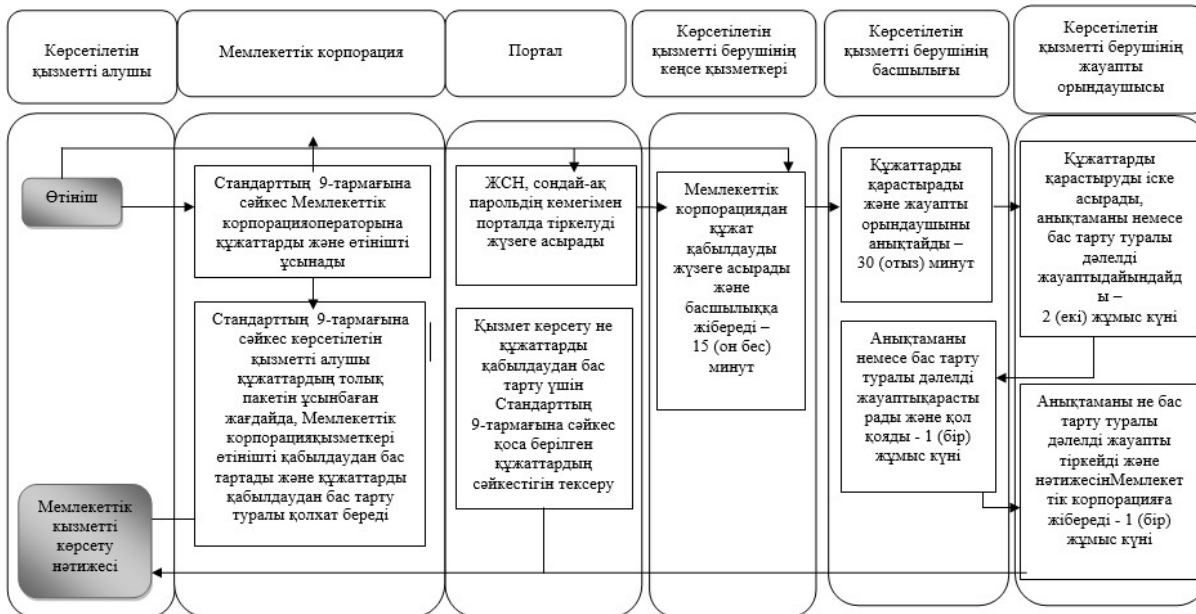 Көрсетілетін
қызметті алушы
Мемлекеттік корпорация
Портал
Көрсетілетін
қызметті берушінің
кеңсе қызметкері
Көрсетілетін
қызметті берушінің
басшылығы
Көрсетілетін
қызметті берушінің
жауапты
орындаушысы
Өтініш
Стандарттың 9-тармағына
сәйкес Мемлекеттік
корпорацияоператорына
құжаттарды және өтінішті
ұсынады
Стандарттың 9-тармағына
сәйкес көрсетілетін
қызметті алушы
құжаттардың толық
пакетін ұсынбаған
жағдайда, Мемлекеттік
корпорацияқызметкері
өтінішті қабылдаудан бас
тартады және құжаттарды
қабылдаудан бас тарту
туралы қолхат береді
ЖСН, сондай-ақ
парольдің көмегімен
порталда тіркелуді
жүзеге асырады
Қызмет көрсету не
құжаттарды
қабылдаудан бас
тарту үшін
Стандарттың
9-тармағына сәйкес
қоса берілген
құжаттардың
сәйкестігін тексеру
Мемлекеттік
корпорациядан
құжат
қабылдауды
жүзеге асырады
және
басшылыққа
жібереді –
15 (он бес)
минут
Құжаттарды
қарастырады
және жауапты
орындаушыны
анықтайды –
30 (отыз) минут
Анықтаманы
немесе бас тарту
туралы дәлелді
жауаптықарасты
рады және қол
қояды - 1 (бір)
жұмыс күні
Құжаттарды
қарастыруды іске
асырады,
анықтаманы немесе
бас тарту туралы
дәлелді
жауаптыдайындайд
ы –
2 (екі) жұмыс күні
Анықтаманы не бас
тарту туралы
дәлелді жауапты
тіркейді және
нәтижесінМемлекет
тік корпорацияға
жібереді - 1 (бір)
жұмыс күні
Мемлекеттік
кызметті
көрсету
нәтижесі